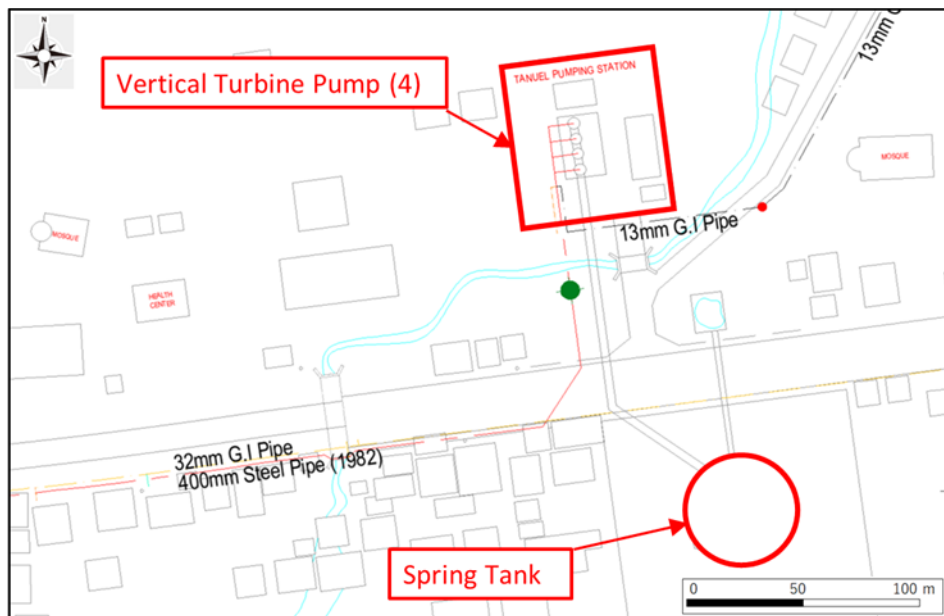 N
13mm G
TANUEL PUMPING STATION
Vertical Turbine Pump (4)
MOSQUE
13mm G.I Pipe
MOSQUE
HEALTH
CENTER
32mm G.I Pipe
400mm Steel Pipe (1982)
Spring Tank
0 50 100 m